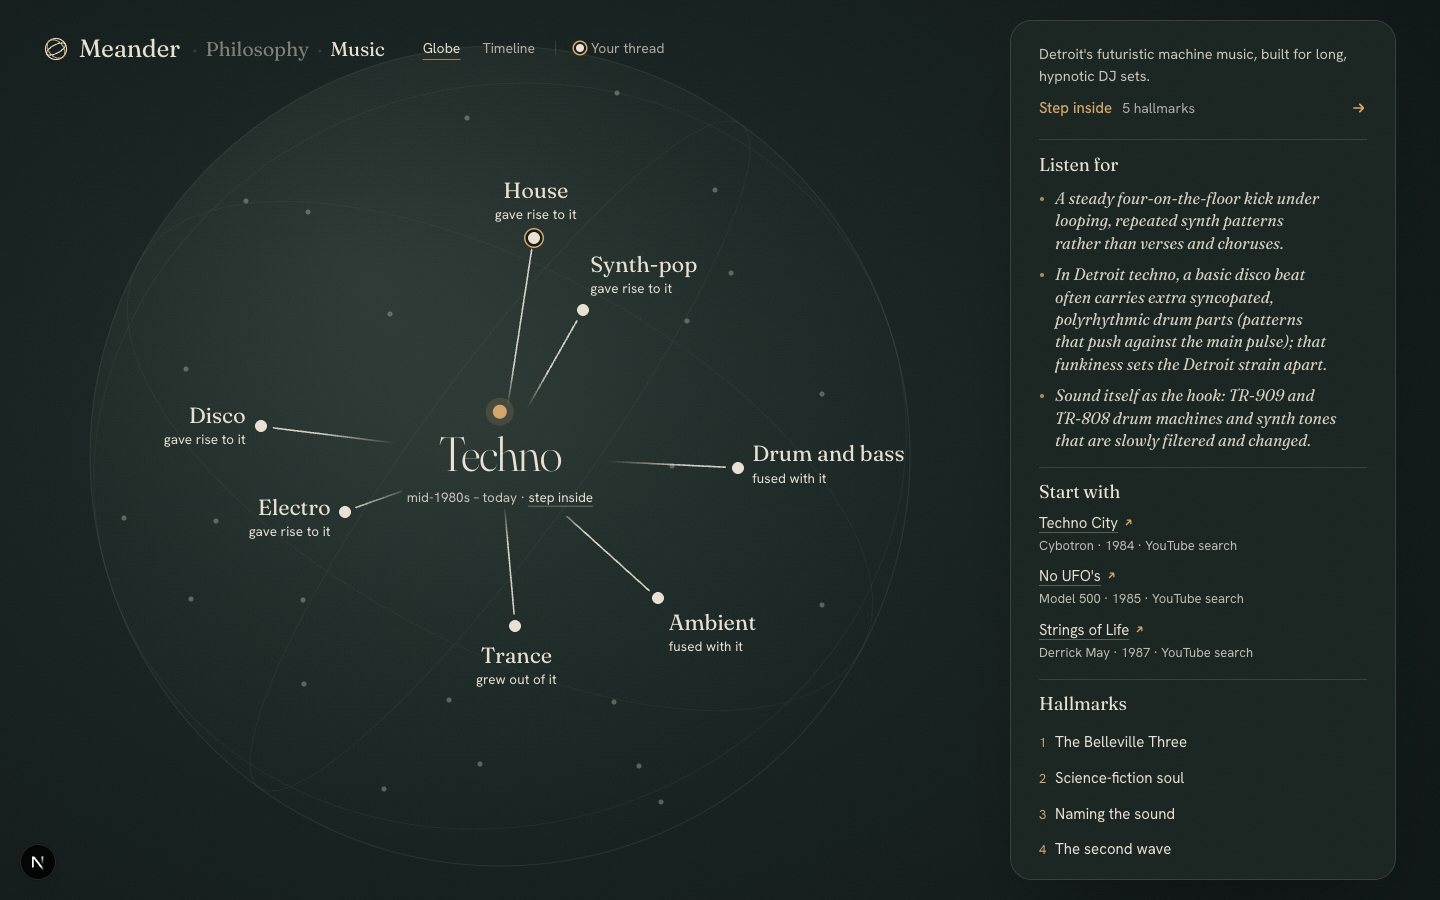 Meander · Philosophy · Music
Globe
Timeline
Your thread
House
gave rise to it
Synth-pop
gave rise to it
Disco
gave rise to it
Techno
mid-1980s – today · step inside
Drum and bass
fused with it
Electro
gave rise to it
Ambient
fused with it
Trance
grew out of it
N
Detroit's futuristic machine music, built for long,
hypnotic DJ sets.
Step inside 5 hallmarks →
Listen for
• A steady four-on-the-floor kick under
looping, repeated synth patterns
rather than verses and choruses.
• In Detroit techno, a basic disco beat
often carries extra syncopated,
polyrhythmic drum parts (patterns
that push against the main pulse); that
funkiness sets the Detroit strain apart.
• Sound itself as the hook: TR-909 and
TR-808 drum machines and synth tones
that are slowly filtered and changed.
Start with
Techno City ↗
Cybotron · 1984 · YouTube search
No UFO's ↗
Model 500 · 1985 · YouTube search
Strings of Life ↗
Derrick May · 1987 · YouTube search
Hallmarks
1 The Belleville Three
2 Science-fiction soul
3 Naming the sound
4 The second wave